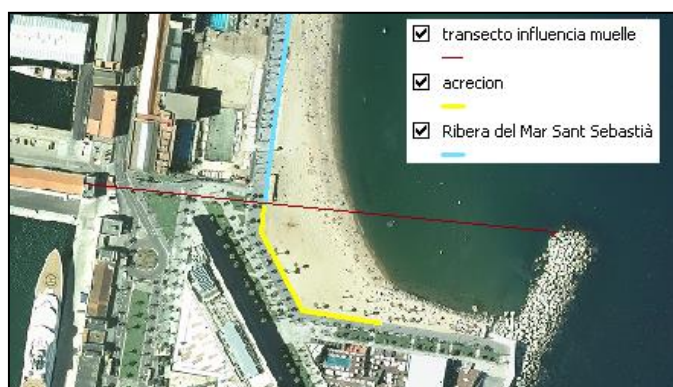 transecto influencia muelle
acrecion
Ribera del Mar Sant Sebastià